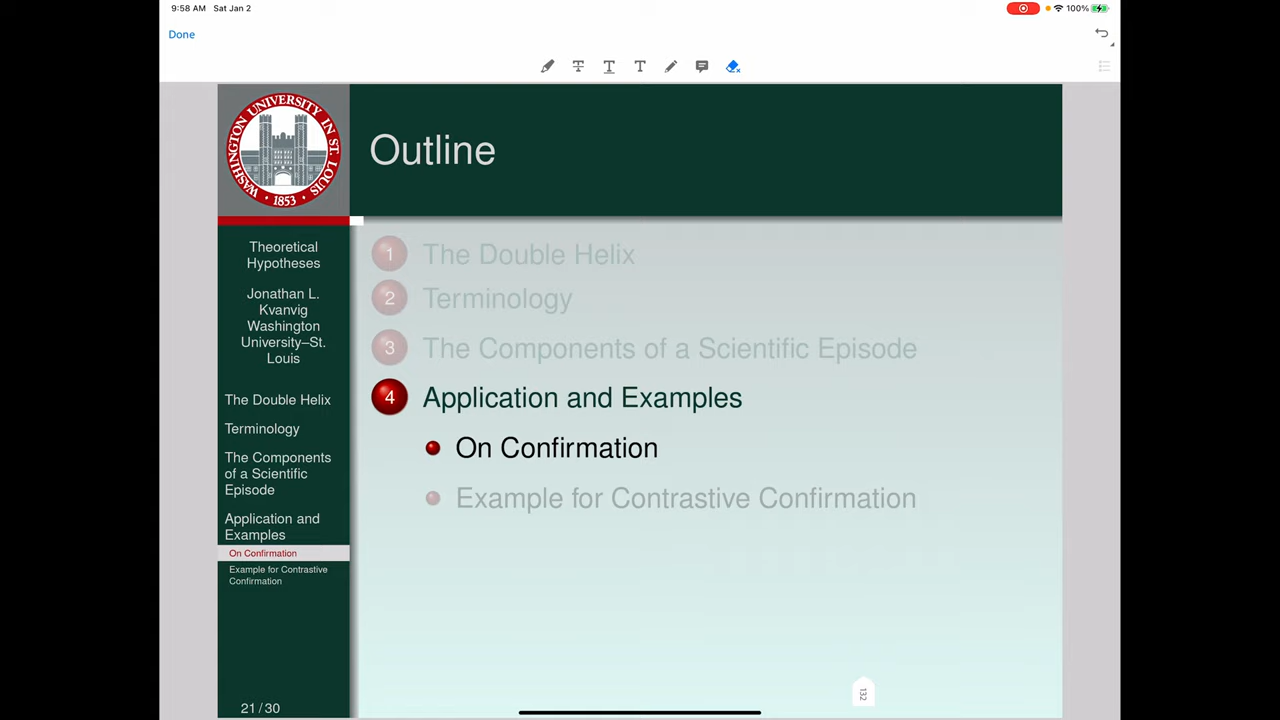 9:58 AM Sat Jan 2
100%
Done
WASHINGTON UNIVERSITY IN ST. LOUIS
1853
Outline
Theoretical
Hypotheses
Jonathan L.
Kvanvig
Washington
University–St.
Louis
The Double Helix
Terminology
The Components
of a Scientific
Episode
Application and
Examples
On Confirmation
Example for Contrastive
Confirmation
21 / 30
1 The Double Helix
2 Terminology
3 The Components of a Scientific Episode
4 Application and Examples
On Confirmation
Example for Contrastive Confirmation
132